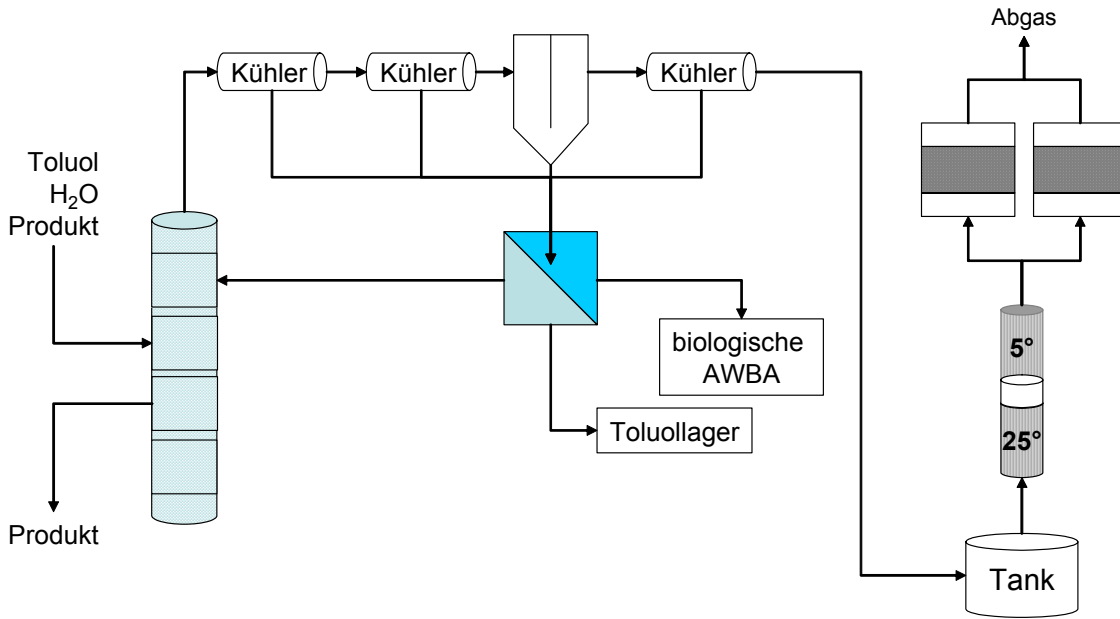 Abgas
Kühler
Kühler
Kühler
Toluol
H₂O
Produkt
5°
25°
biologische
AWBA
Toluollager
Produkt
Tank